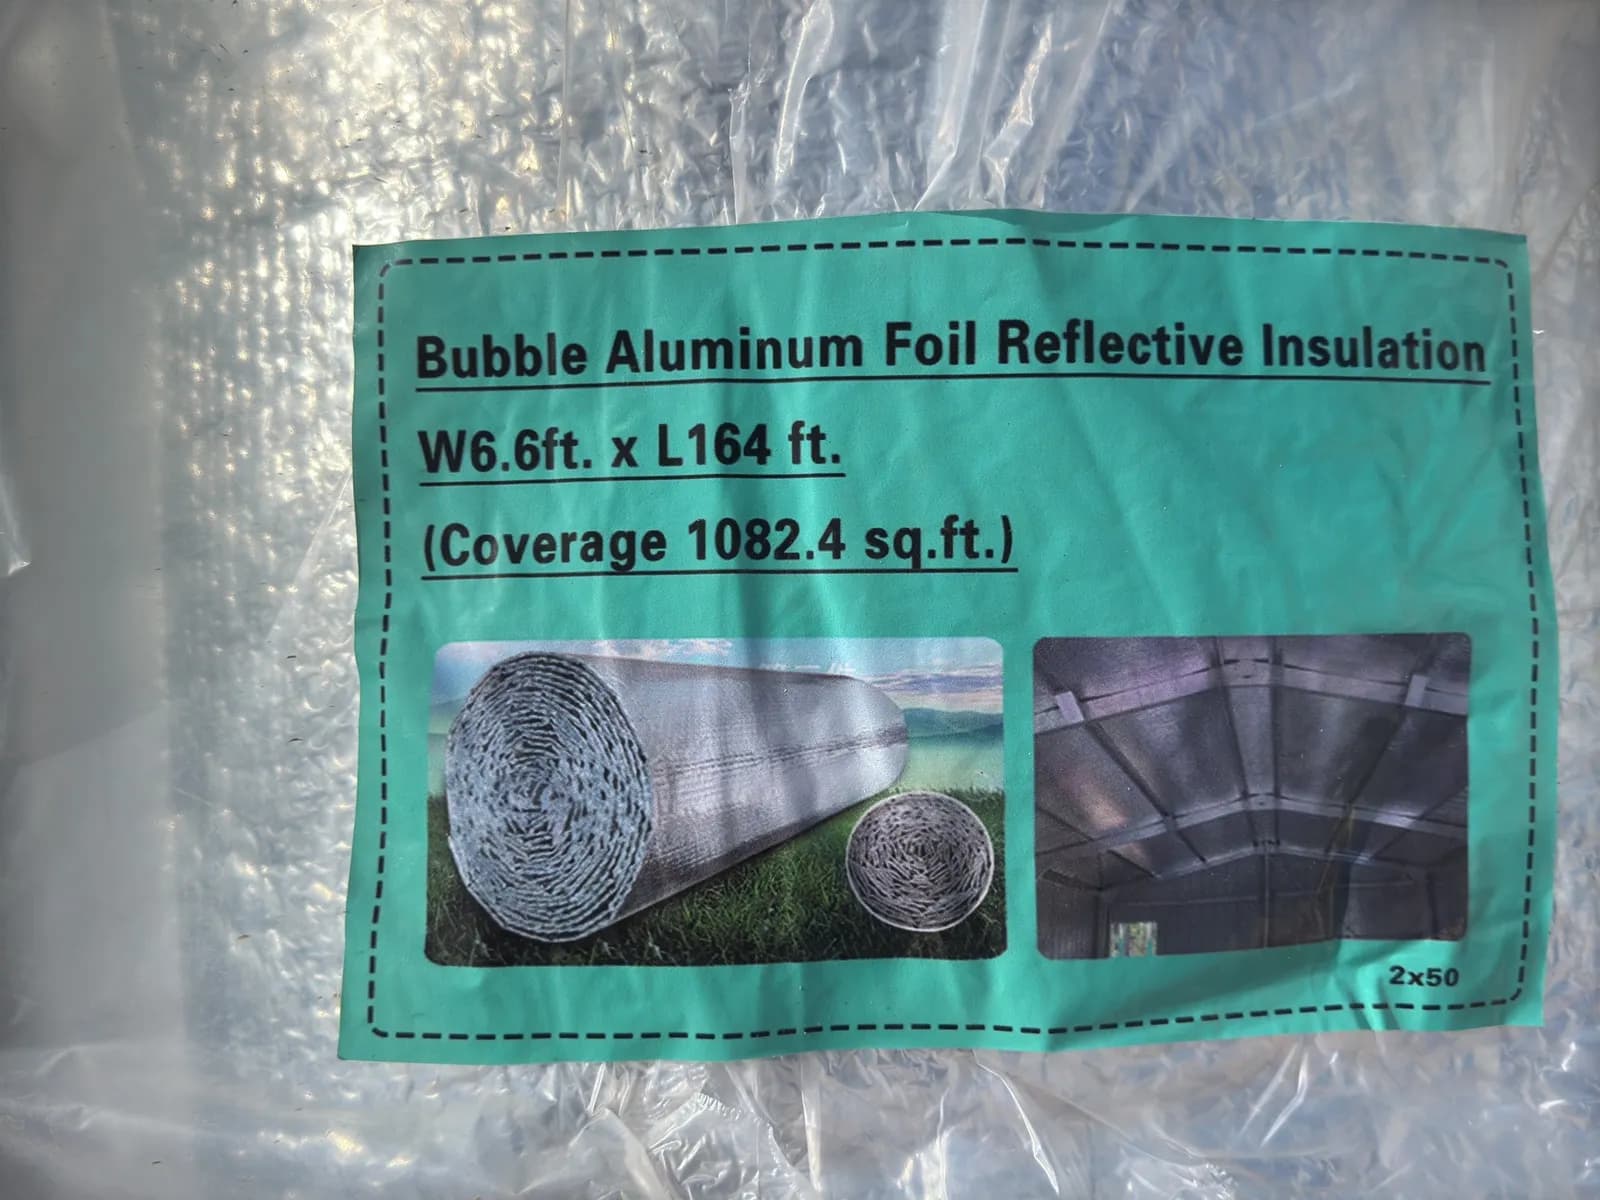 Bubble Aluminum Foil Reflective Insulation
W6.6ft. x L164 ft.
(Coverage 1082.4 sq.ft.)
2x50